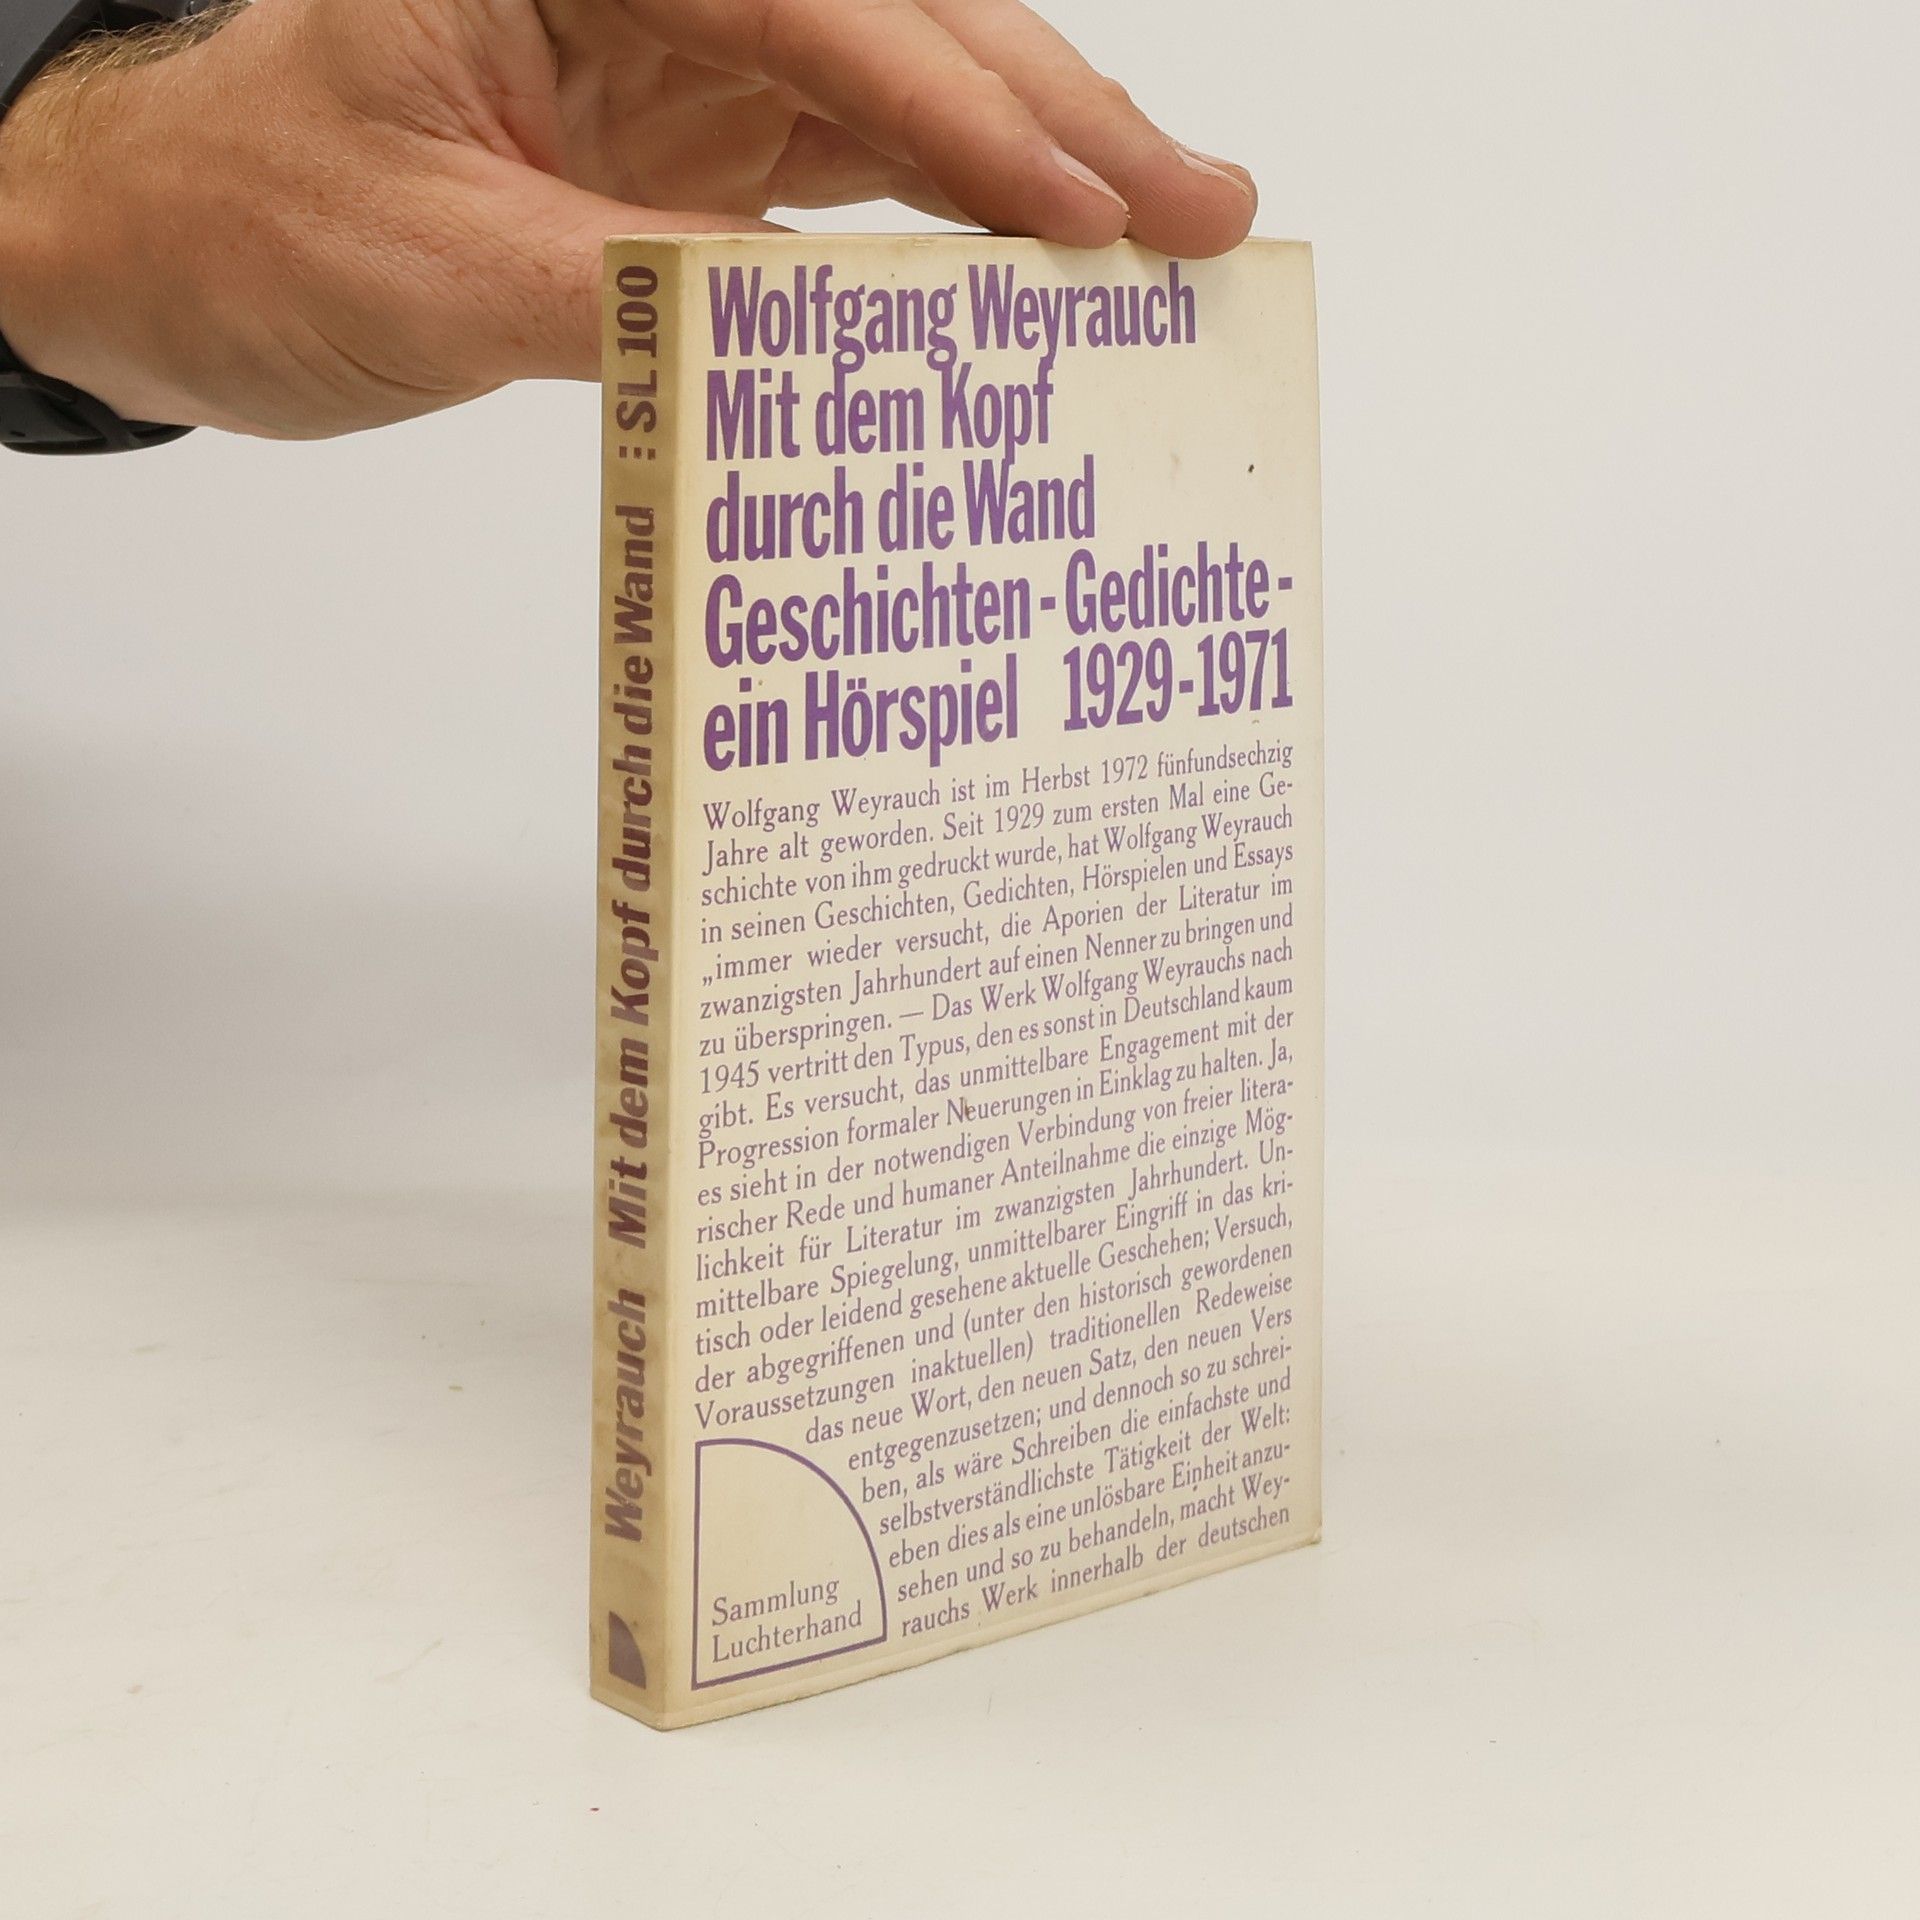 Wolfgang Weyrauch
Mit dem Kopf
durch die Wand
Geschichten - Gedichte -
ein Hörspiel 1929-1971
Wolfgang Weyrauch ist im Herbst 1972 fünfundsechzig
Jahre alt geworden. Seit 1929 zum ersten Mal eine Ge-
schichte von ihm gedruckt wurde, hat Wolfgang Weyrauch
in seinen Geschichten, Gedichten, Hörspielen und Essays
„immer wieder versucht, die Aporien der Literatur im
zwanzigsten Jahrhundert auf einen Nenner zu bringen und
zu überspringen. — Das Werk Wolfgang Weyrauchs nach
1945 vertritt den Typus, den es sonst in Deutschland kaum
gibt. Es versucht, das unmittelbare Engagement mit der
Progression formaler Neuerungen in Einklag zu halten. Ja,
es sieht in der notwendigen Verbindung von freier litera-
rischer Rede und humaner Anteilnahme die einzige Mög-
lichkeit für Literatur im zwanzigsten Jahrhundert. Un-
mittelbare Spiegelung, unmittelbarer Eingriff in das kri-
tisch oder leidend gesehene aktuelle Geschehen; Versuch,
der abgegriffenen und (unter den historisch gewordenen
Voraussetzungen inaktuellen) traditionellen Redeweise
das neue Wort, den neuen Satz, den neuen Vers
entgegenzusetzen; und dennoch so zu schrei-
ben, als wäre Schreiben die einfachste und
selbstverständlichste Tätigkeit der Welt:
eben dies als eine unlösbare Einheit anzu-
sehen und so zu behandeln, macht Wey-
rauchs Werk innerhalb der deutschen
Sammlung
Luchterhand
Weyrauch Mit dem Kopf durch die Wand SL 100